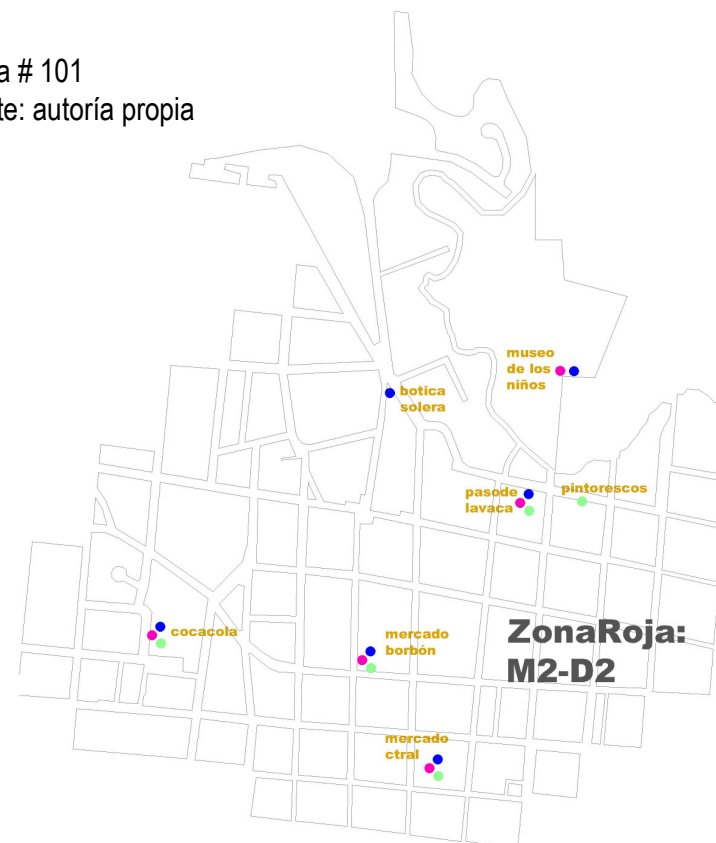 a # 101
te: autoría propia
museo
de los
niños
botica
solera
pasode
lavaca
pintorescos
cocacola
mercado
borbón
ZonaRoja:
M2-D2
mercado
ctral